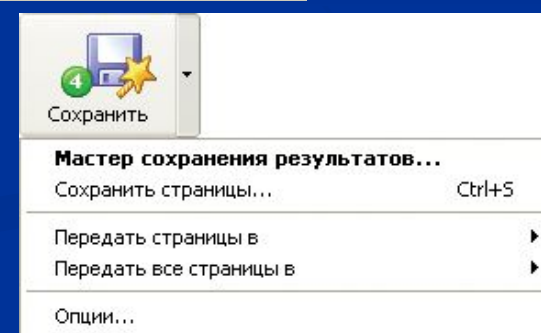 4
Сохранить
Мастер сохранения результатов...
Сохранить страницы... Ctrl+S
Передать страницы в
Передать все страницы в
Опции...